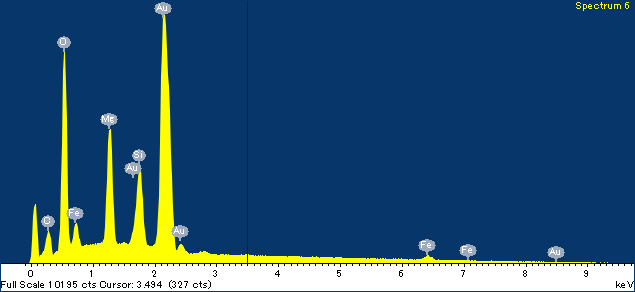 Spectrum 6
Au
O
Mg
Si
Au
C
Fe
Au
Fe
Fe
Au
0 1 2 3 4 5 6 7 8 9
Full Scale 10195 cts Cursor: 3.494 (327 cts) keV